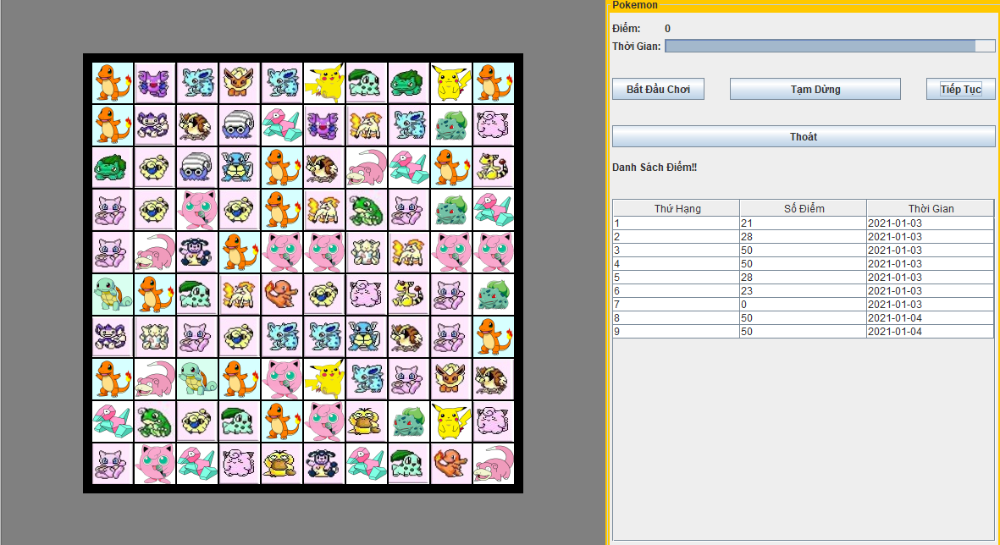 Pokemon
Điểm: 0
Thời Gian:
Bắt Đầu Chơi Tạm Dừng Tiếp Tục
Thoát
Danh Sách Điểm!!
Thứ Hạng Số Điểm Thời Gian
1 21 2021-01-03
2 28 2021-01-03
3 50 2021-01-03
4 50 2021-01-03
5 28 2021-01-03
6 23 2021-01-03
7 0 2021-01-03
8 50 2021-01-04
9 50 2021-01-04